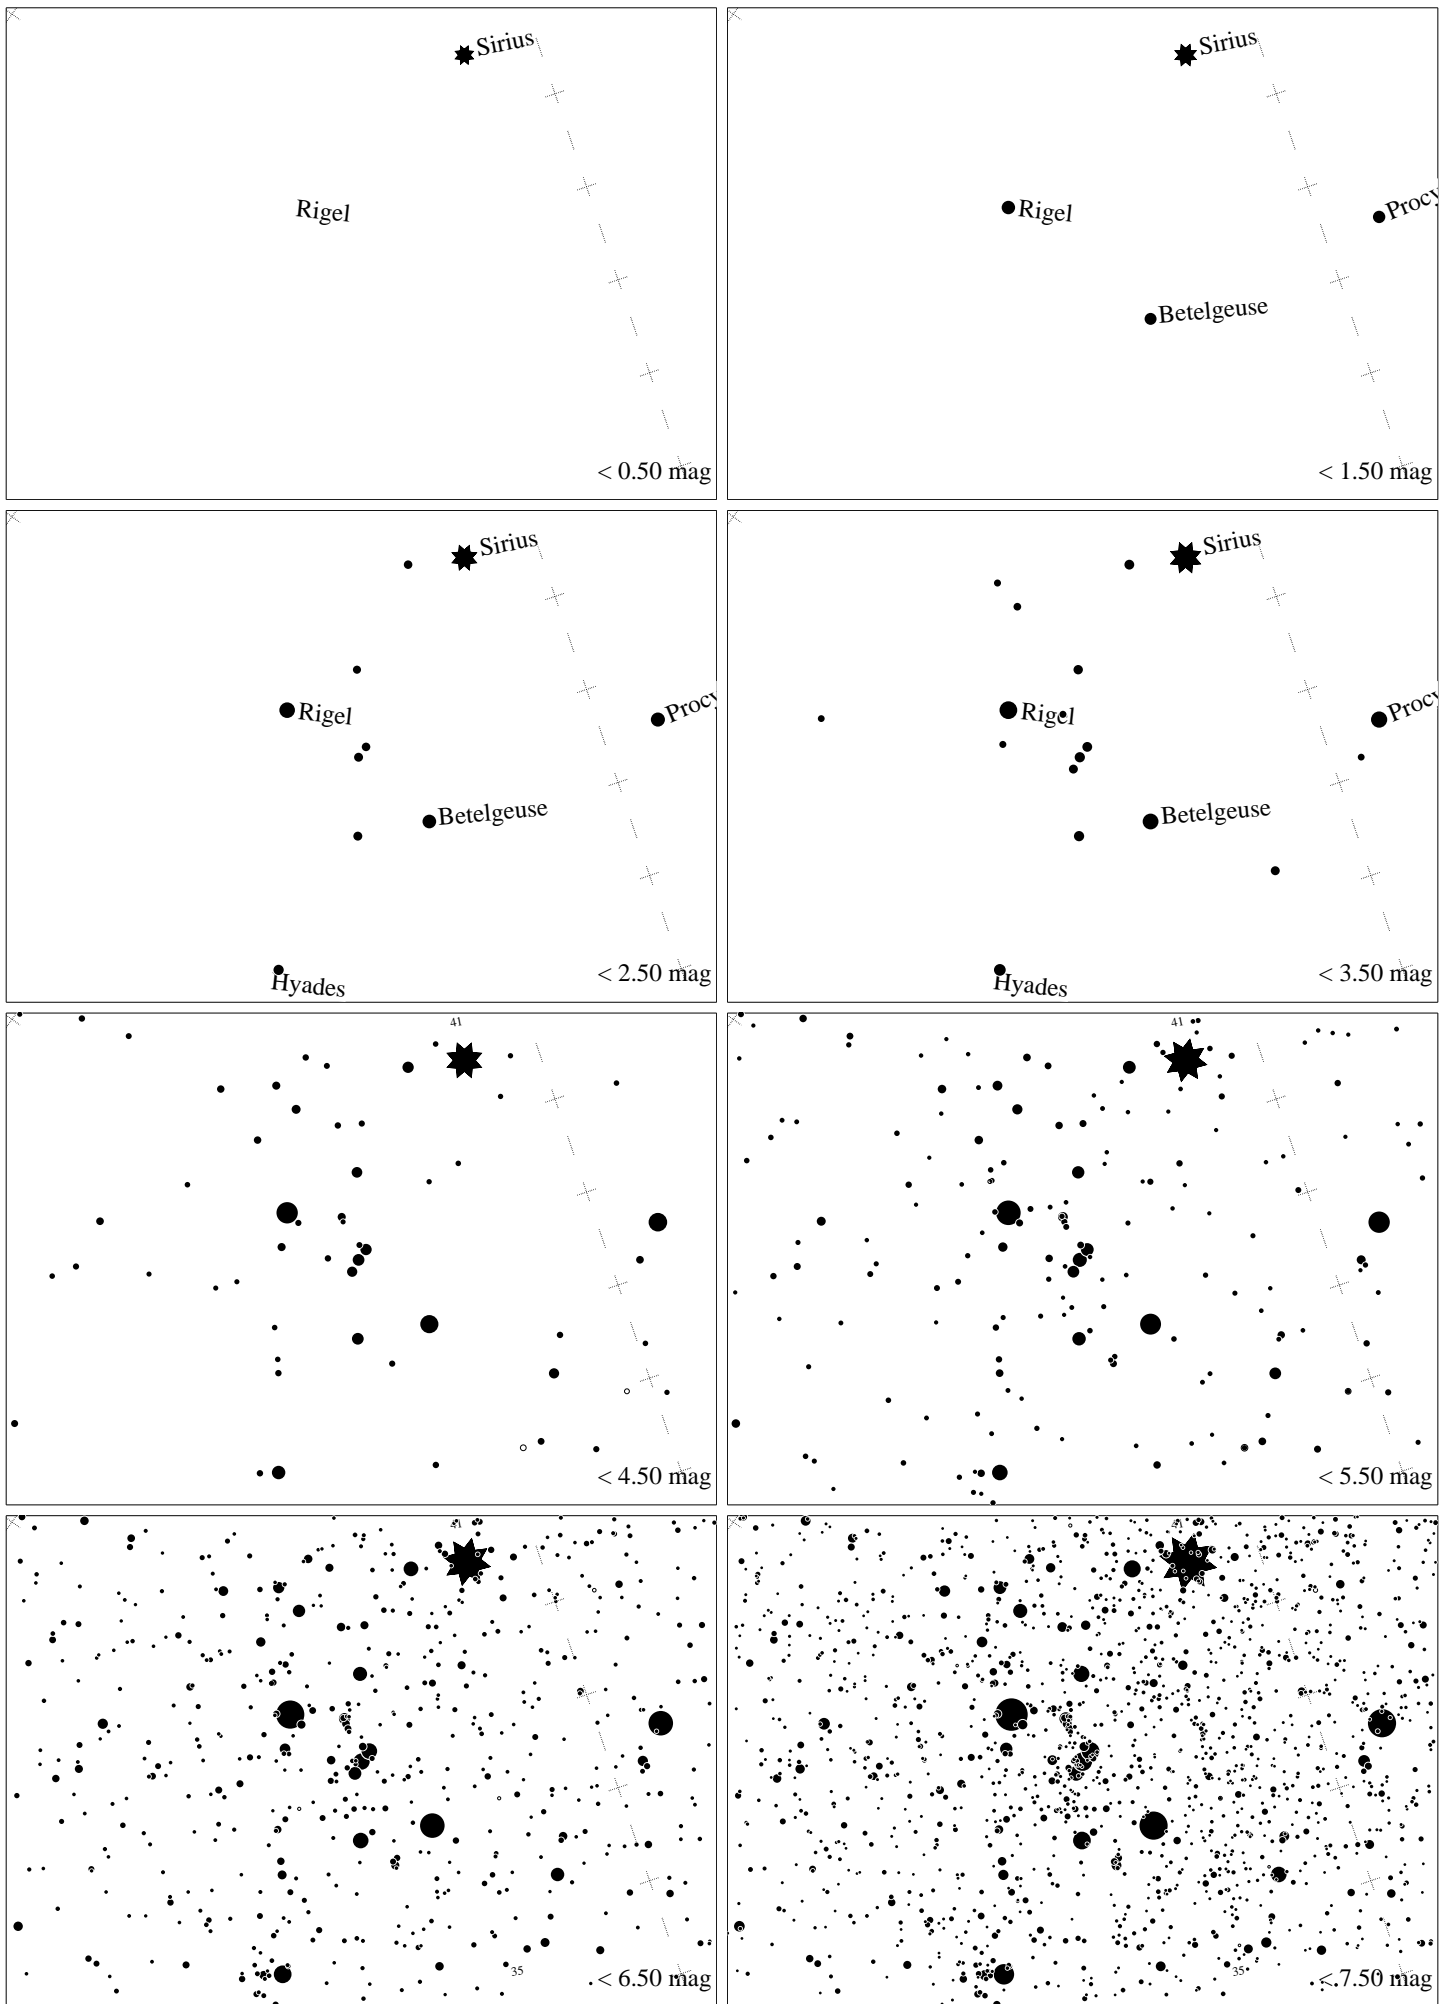 Sirius
Rigel
< 0.50 mag
Sirius
Rigel
Procy
Betelgeuse
< 1.50 mag
Sirius
Rigel
Procy
Betelgeuse
Hyades
< 2.50 mag
Sirius
Rigel
Procy
Betelgeuse
Hyades
< 3.50 mag
41
< 4.50 mag
41
< 5.50 mag
41
35
< 6.50 mag
41
35
< 7.50 mag